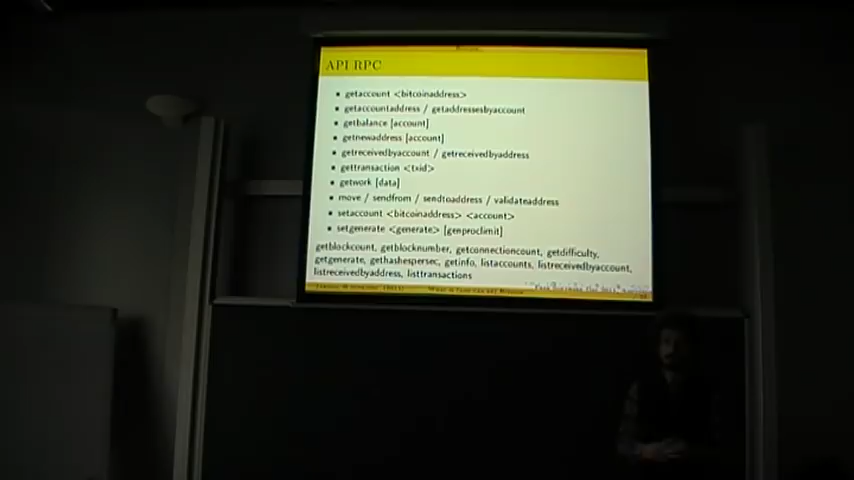 API RPC
getaccount <bitcoinaddress>
getaccountaddress / getaddressesbyaccount
getbalance [account]
getnewaddress [account]
getreceivedbyaccount / getreceivedbyaddress
gettransaction <txid>
getwork [data]
move / sendfrom / sendtoaddress / validateaddress
setaccount <bitcoinaddress> <account>
setgenerate <generate> [genproclimit]
getblockcount, getblocknumber, getconnectioncount, getdifficulty,
getgenerate, gethashespersec, getinfo, listaccounts, listreceivedbyaccount,
listreceivedbyaddress, listtransactions